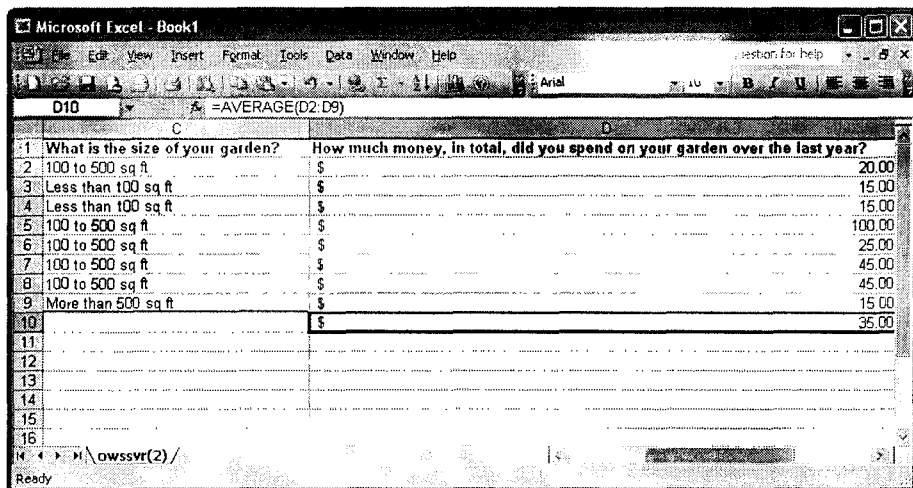 Microsoft Excel - Book1
File Edit View Insert Format Tools Data Window Help
Arial 10 B I U
D10 fx =AVERAGE(D2:D9)
C D
1 What is the size of your garden? How much money, in total, did you spend on your garden over the last year?
2 100 to 500 sq ft $ 20.00
3 Less than 100 sq ft $ 15.00
4 Less than 100 sq ft $ 15.00
5 100 to 500 sq ft $ 100.00
6 100 to 500 sq ft $ 25.00
7 100 to 500 sq ft $ 45.00
8 100 to 500 sq ft $ 45.00
9 More than 500 sq ft $ 15.00
10 $ 35.00
11
12
13
14
15
16
owssvr(2)
Ready